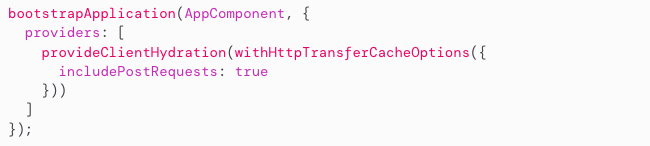 bootstrapApplication(AppComponent, {
  providers: [
    provideClientHydration(withHttpTransferCacheOptions({
      includePostRequests: true
    }))
  ]
});